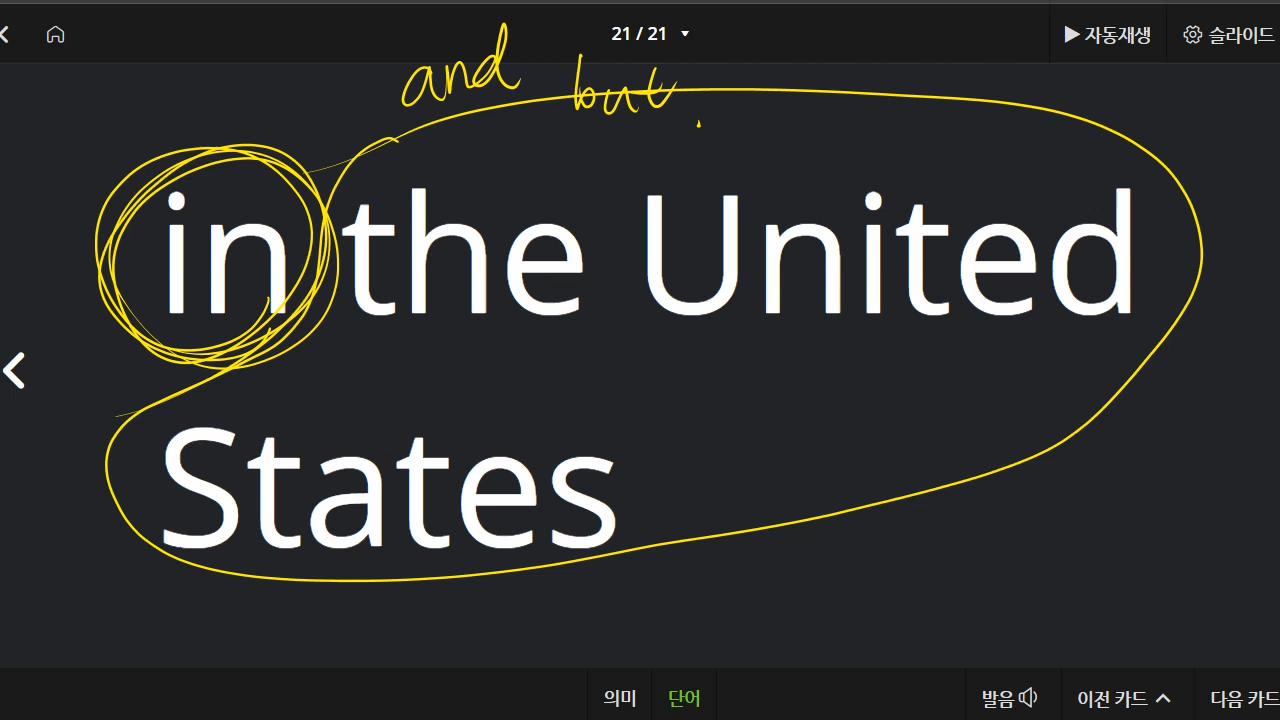 21 / 21
자동재생
슬라이드
and but
in the United
States
의미
단어
발음
이전 카드
다음 카드